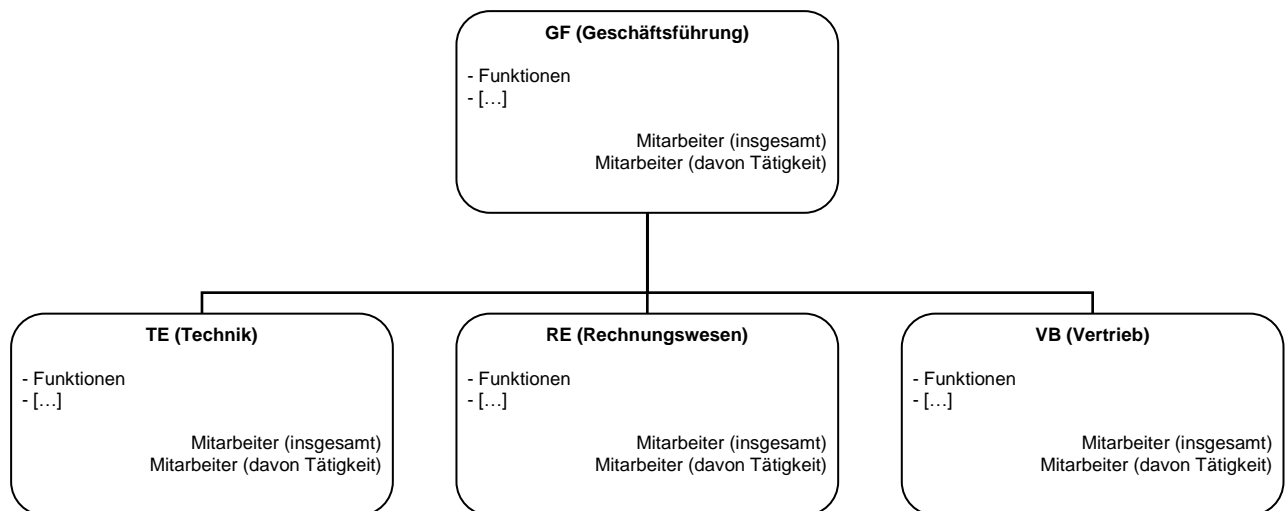 GF (Geschäftsführung)
- Funktionen
- […]
Mitarbeiter (insgesamt)
Mitarbeiter (davon Tätigkeit)
TE (Technik)
- Funktionen
- […]
Mitarbeiter (insgesamt)
Mitarbeiter (davon Tätigkeit)
RE (Rechnungswesen)
- Funktionen
- […]
Mitarbeiter (insgesamt)
Mitarbeiter (davon Tätigkeit)
VB (Vertrieb)
- Funktionen
- […]
Mitarbeiter (insgesamt)
Mitarbeiter (davon Tätigkeit)